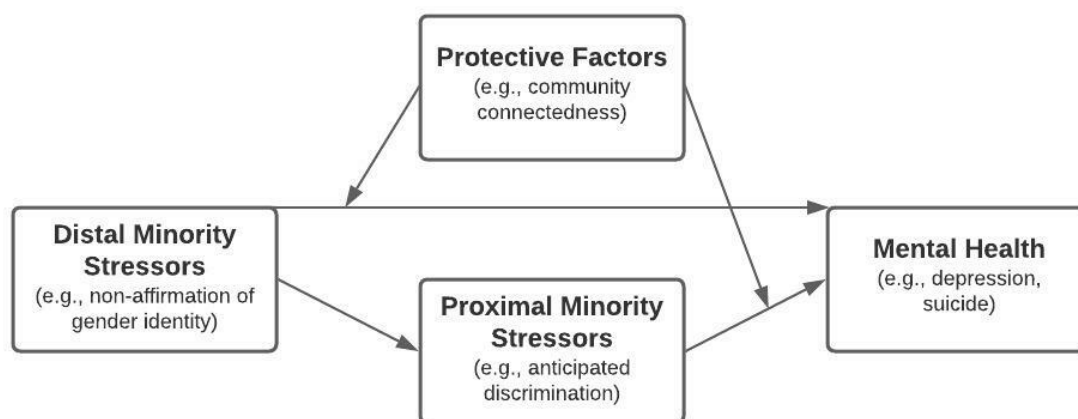 Protective Factors
(e.g., community
connectedness)
Distal Minority
Stressors
(e.g., non-affirmation of
gender identity)
Proximal Minority
Stressors
(e.g., anticipated
discrimination)
Mental Health
(e.g., depression,
suicide)